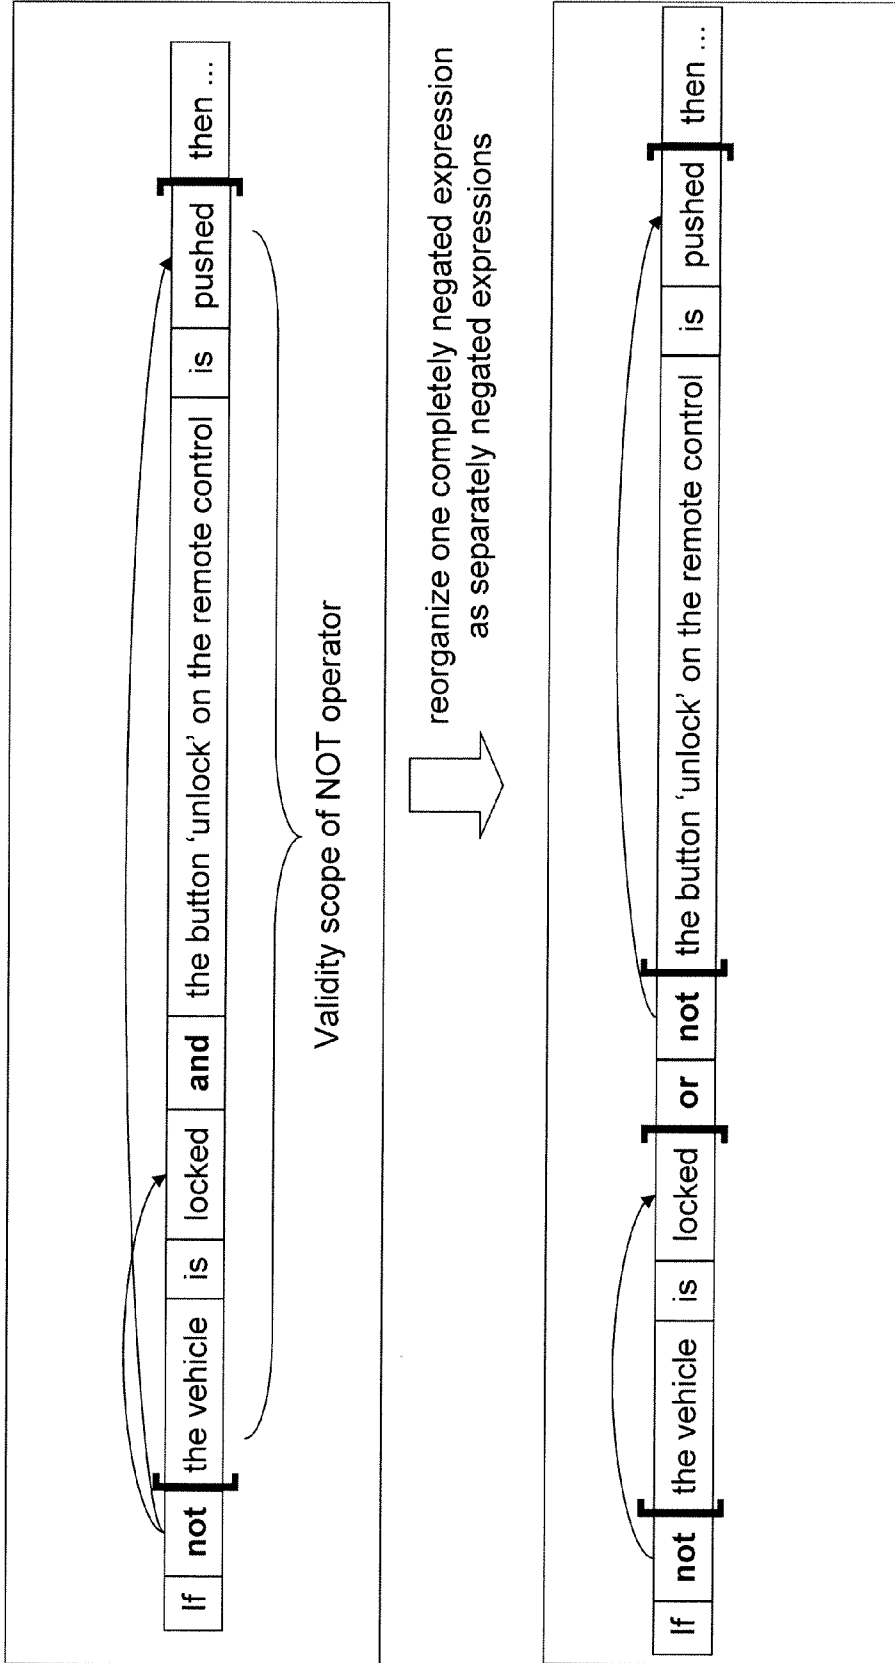 If not the vehicle is locked and the button ‘unlock’ on the remote control is pushed then ...
Validity scope of NOT operator
reorganize one completely negated expression
as separately negated expressions
If not the vehicle is locked or not the button ‘unlock’ on the remote control is pushed then ...